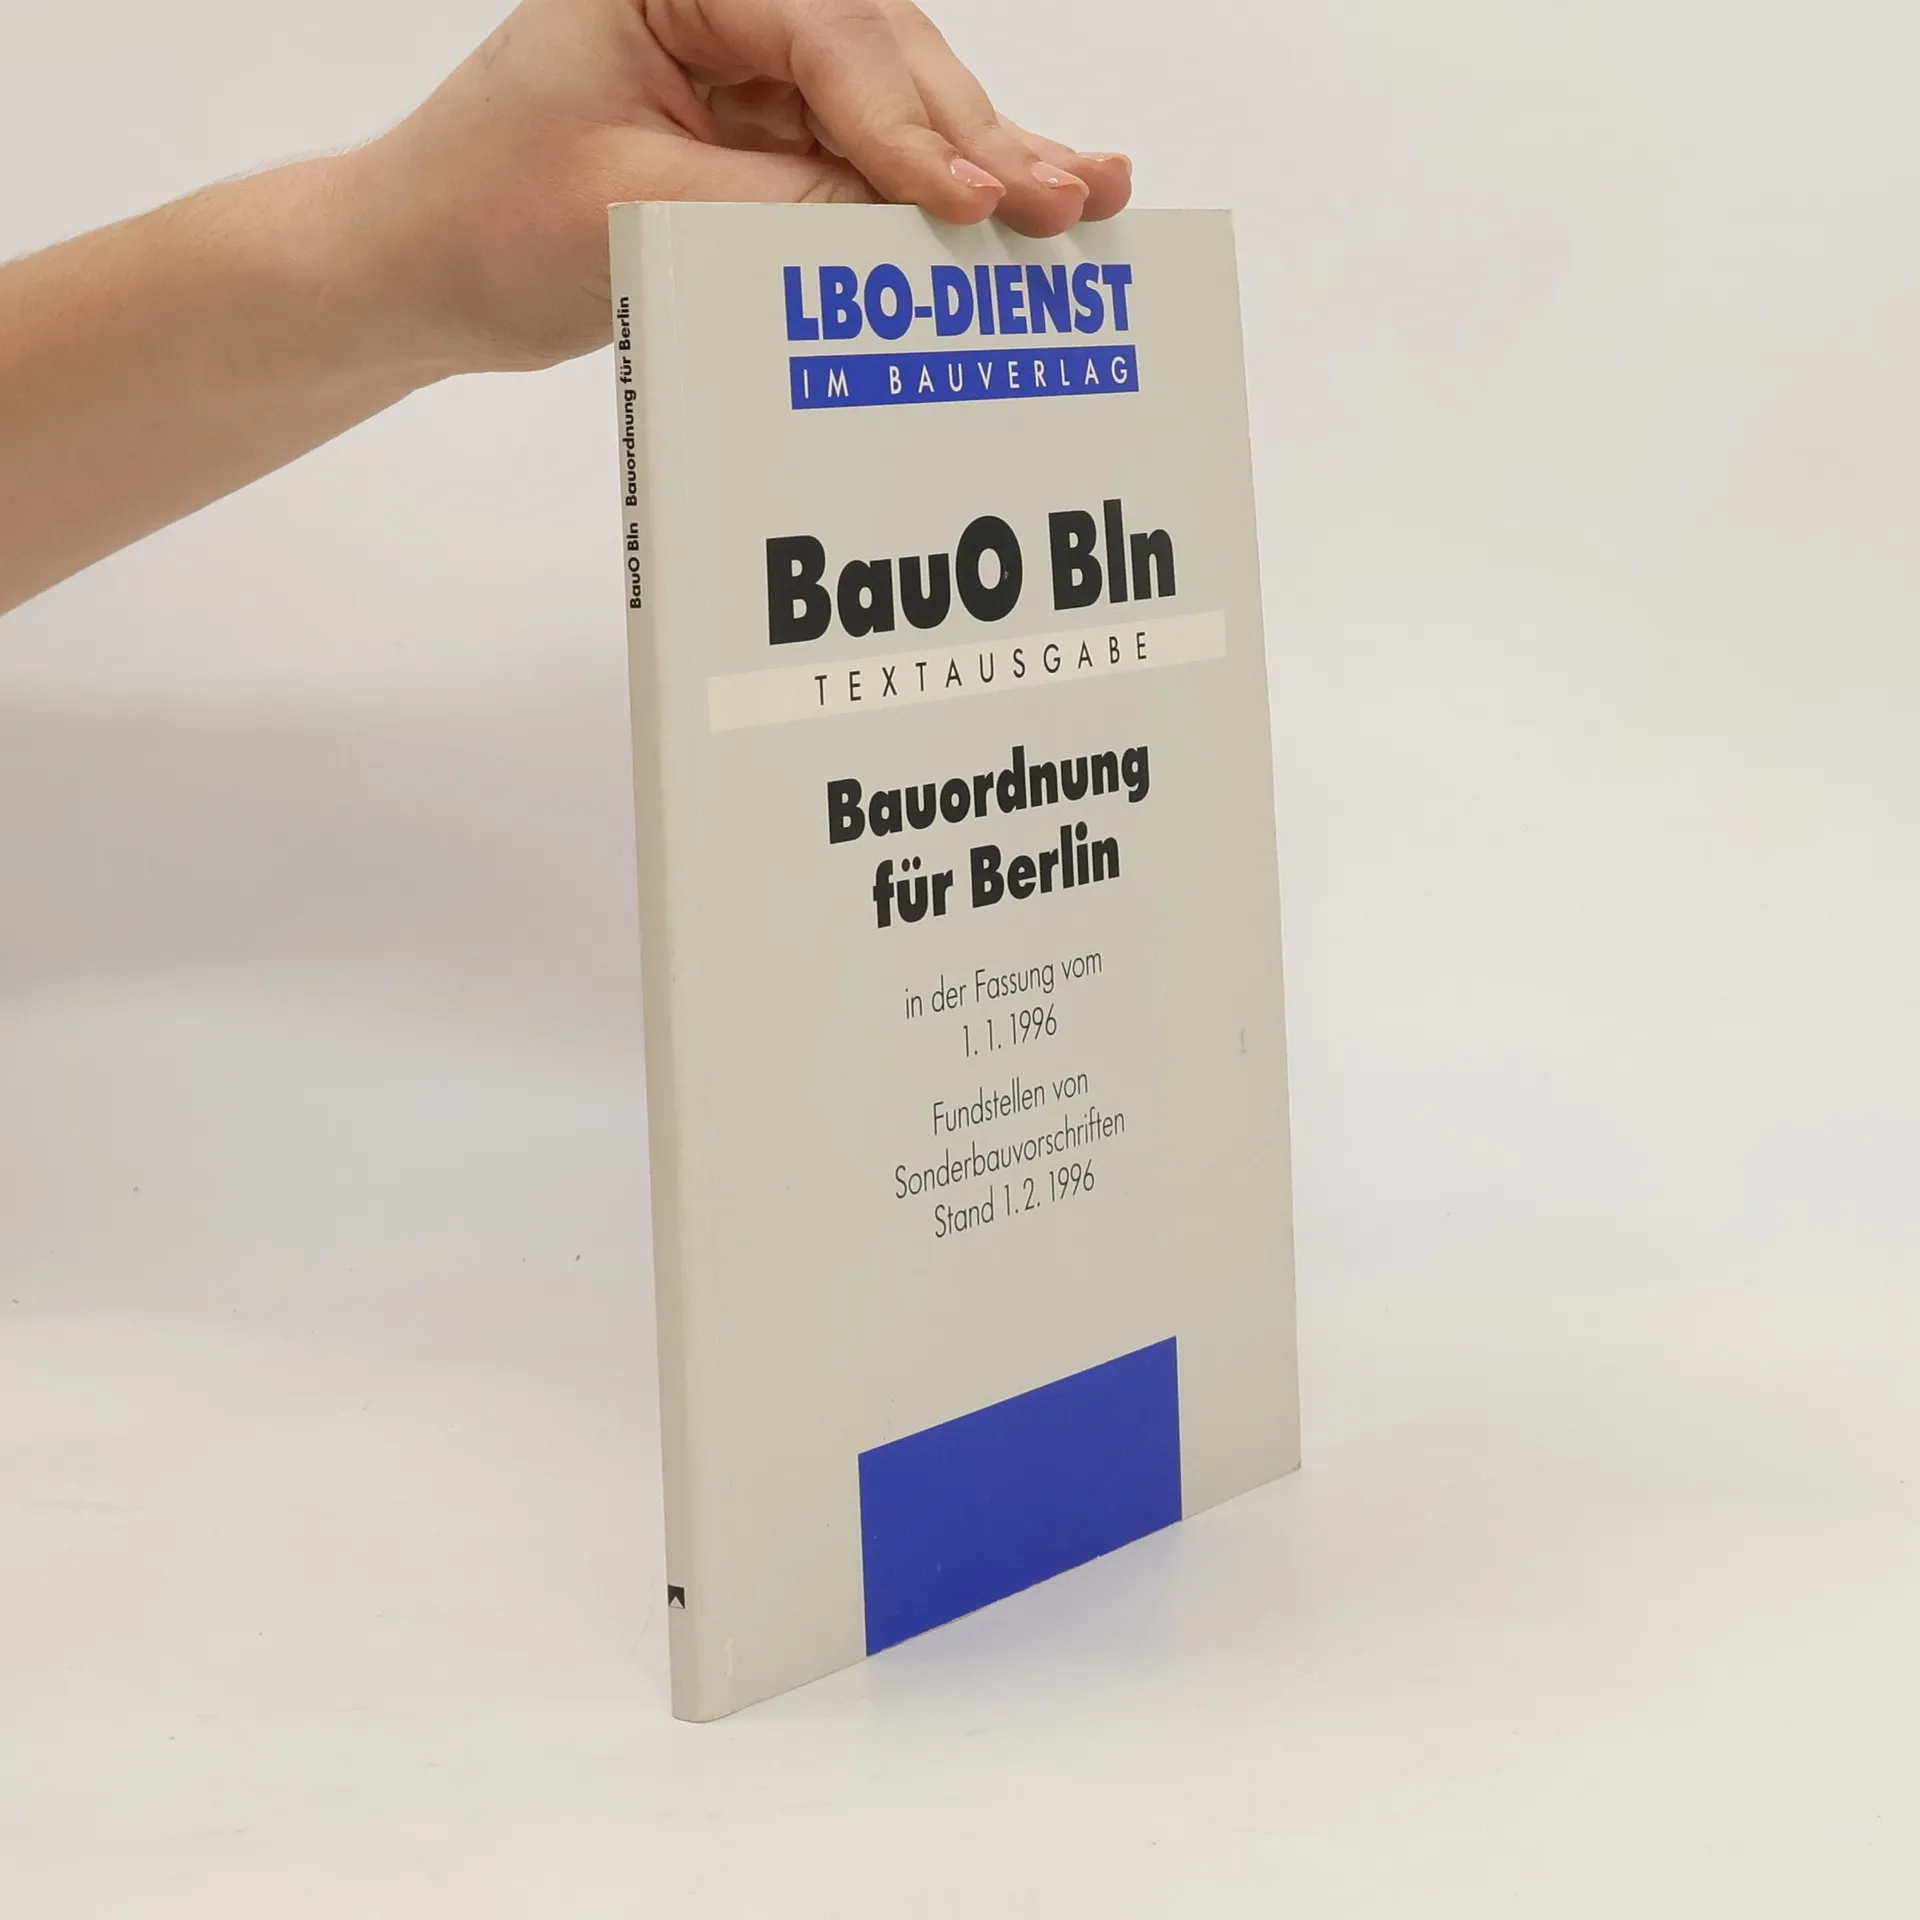 LBO-DIENST
IM BAUVERLAG
BauO Bln
TEXTAUSGABE
Bauordnung
für Berlin
in der Fassung vom
1. 1. 1996
Fundstellen von
Sonderbauvorschriften
Stand 1. 2. 1996
BauO Bln Bauordnung für Berlin